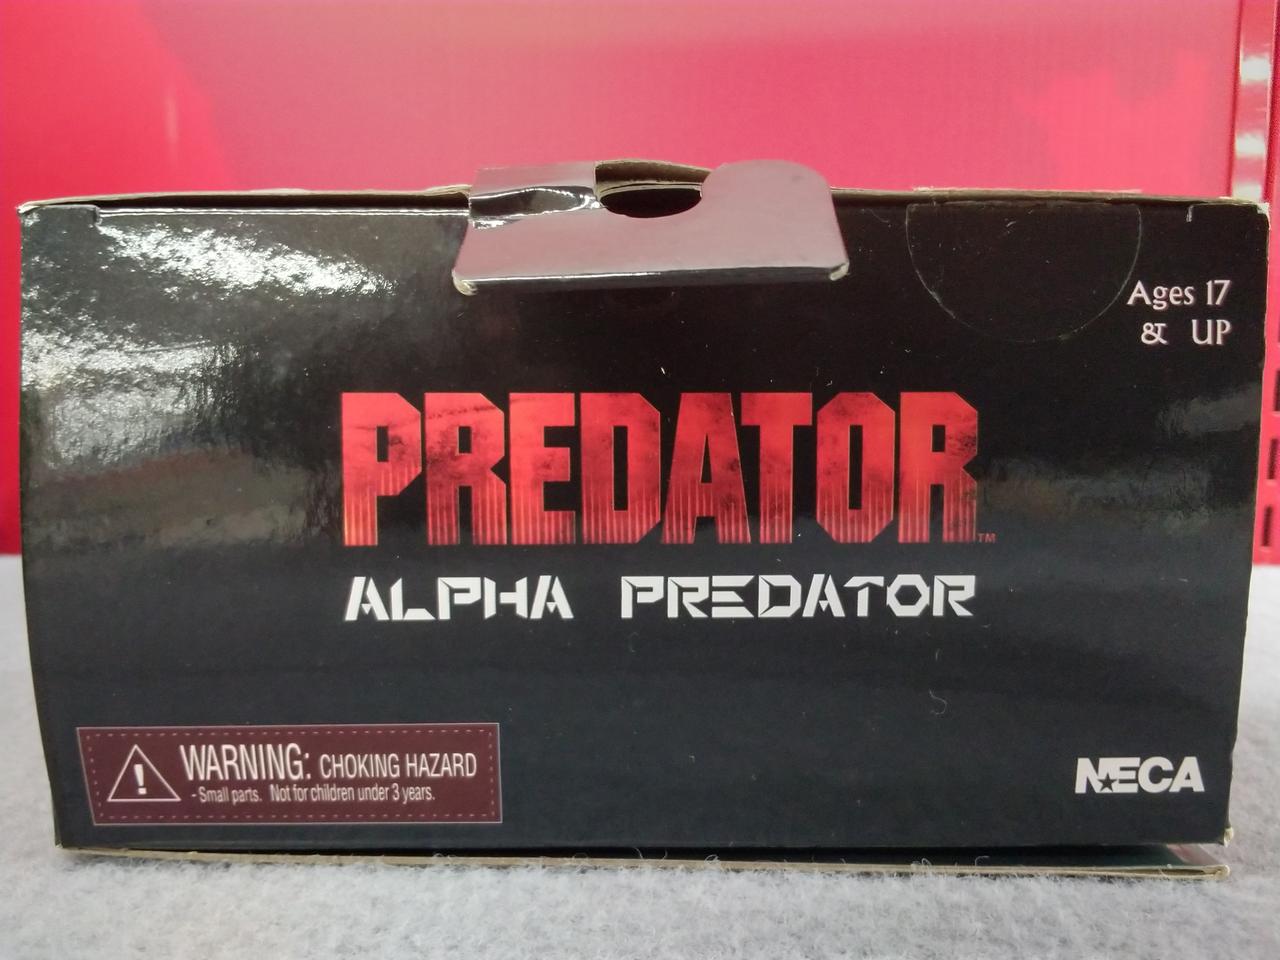 Ages 17
& UP
PREDATOR™
ALPHA PREDATOR
WARNING: CHOKING HAZARD
- Small parts. Not for children under 3 years.
NECA